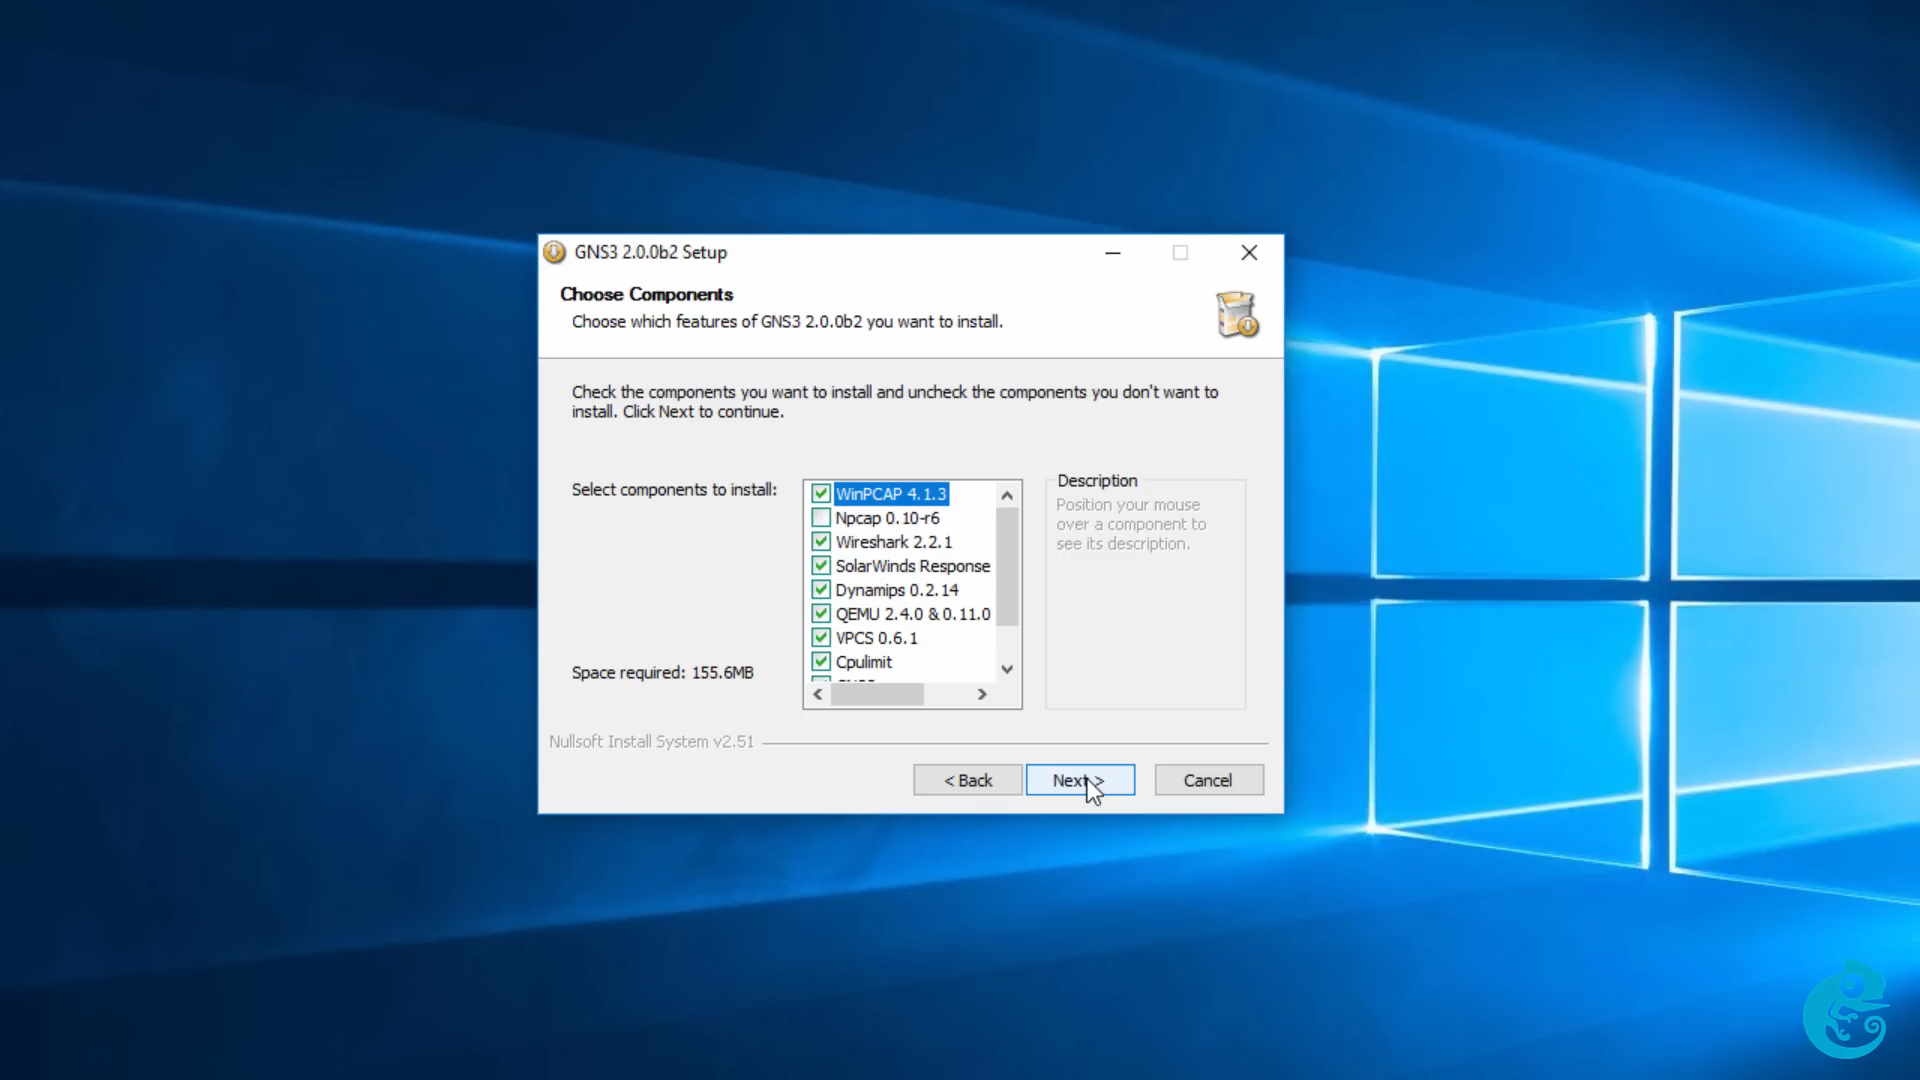 GNS3 2.0.0b2 Setup
Choose Components
Choose which features of GNS3 2.0.0b2 you want to install.
Check the components you want to install and uncheck the components you don't want to
install. Click Next to continue.
Select components to install:
WinPCAP 4.1.3
Npcap 0.10-r6
Wireshark 2.2.1
SolarWinds Response
Dynamips 0.2.14
QEMU 2.4.0 & 0.11.0
VPCS 0.6.1
Cpulimit
Description
Position your mouse
over a component to
see its description.
Space required: 155.6MB
Nullsoft Install System v2.51
< Back
Next >
Cancel